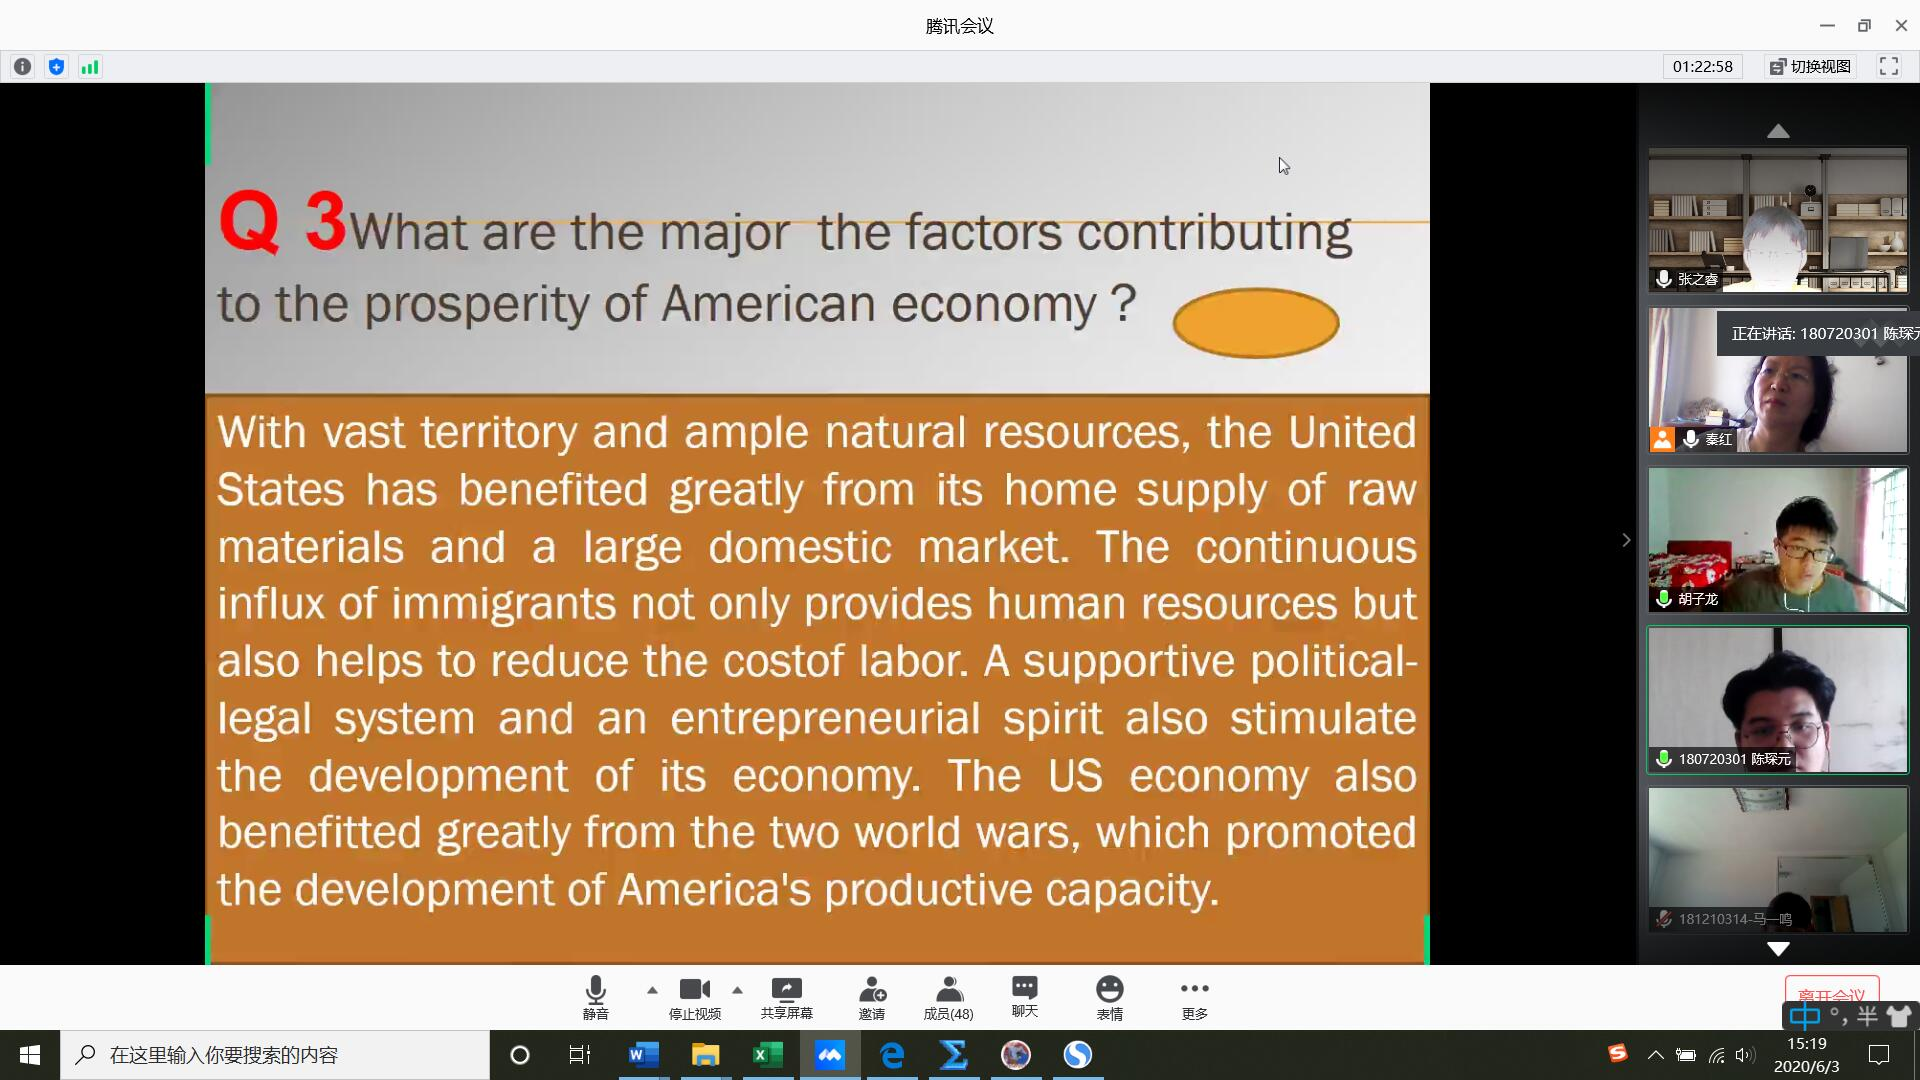 腾讯会议
01:22:58
切换视图
Q 3What are the major  the factors contributing
to the prosperity of American economy ?
With vast territory and ample natural resources, the United
States has benefited greatly from its home supply of raw
materials and a large domestic market. The continuous
influx of immigrants not only provides human resources but
also helps to reduce the costof labor. A supportive political-
legal system and an entrepreneurial spirit also stimulate
the development of its economy. The US economy also
benefitted greatly from the two world wars, which promoted
the development of America's productive capacity.
张之睿
正在讲话: 180720301 陈琛元
秦红
胡子龙
180720301 陈琛元
181210314-马一鸣
静音
停止视频
共享屏幕
邀请
成员(48)
聊天
表情
更多
离开会议
中 °, 半
在这里输入你要搜索的内容
15:19
2020/6/3